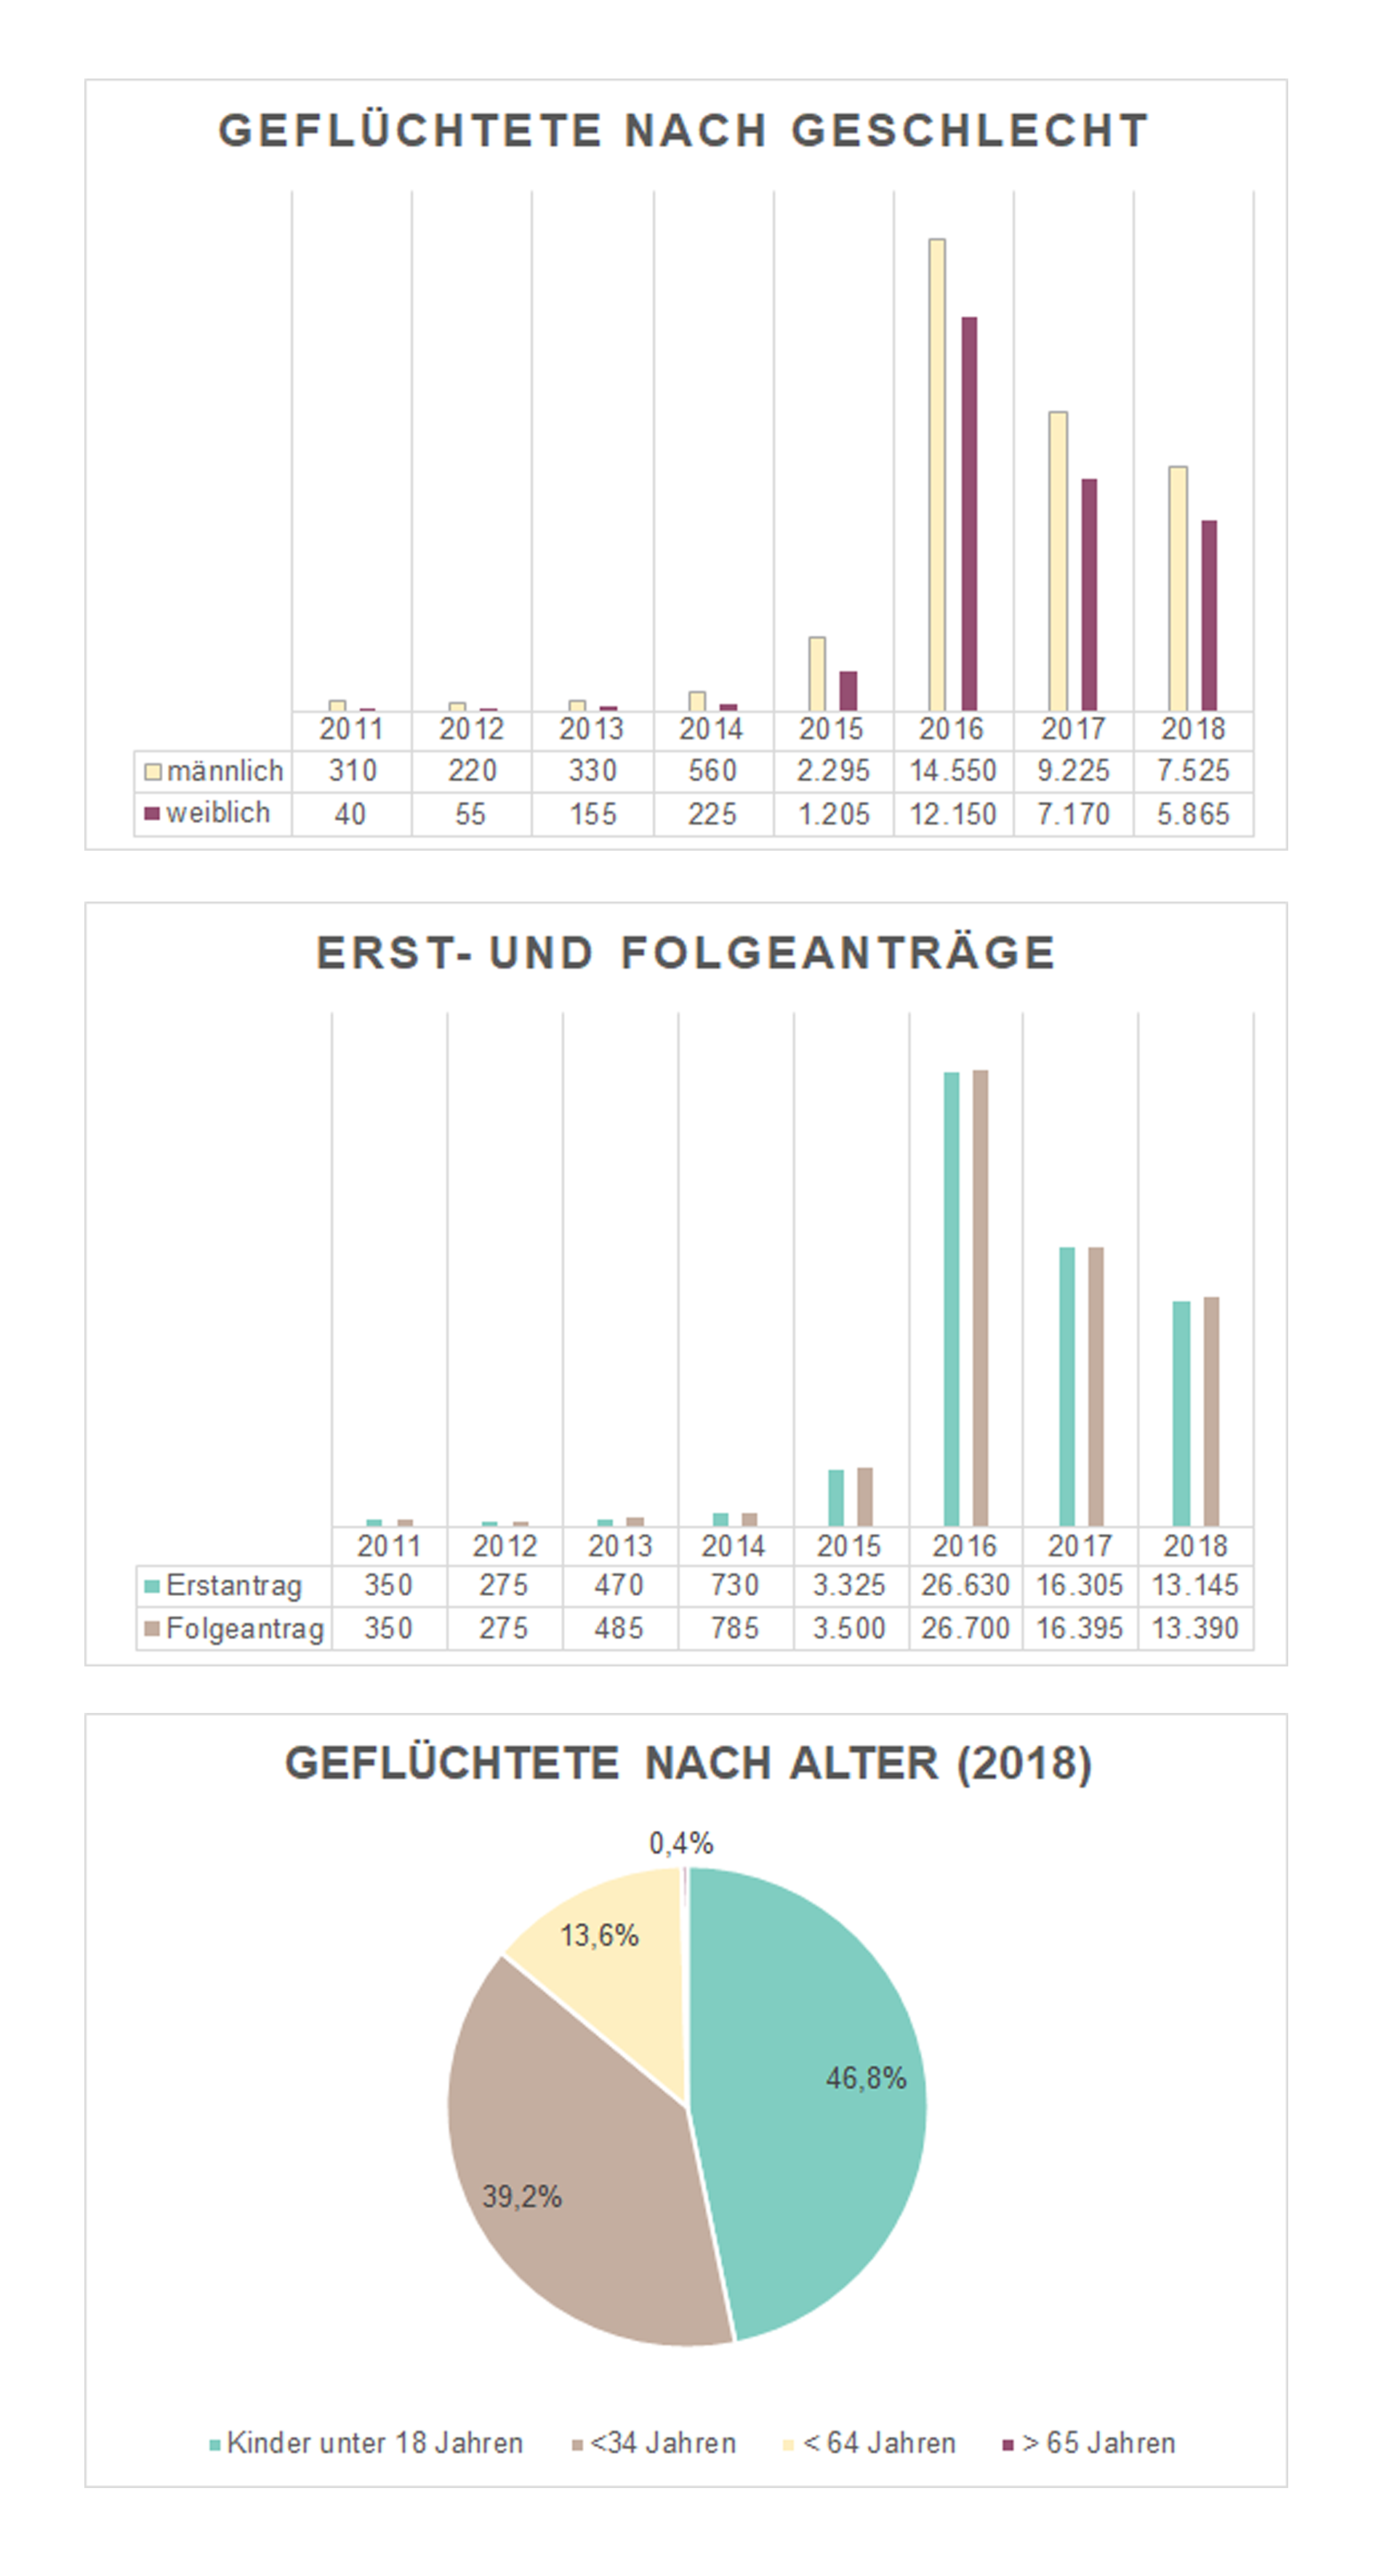 GEFLÜCHTETE NACH GESCHLECHT
2011 2012 2013 2014 2015 2016 2017 2018
männlich 310 220 330 560 2.295 14.550 9.225 7.525
weiblich 40 55 155 225 1.205 12.150 7.170 5.865
ERST- UND FOLGEANTRÄGE
2011 2012 2013 2014 2015 2016 2017 2018
Erstantrag 350 275 470 730 3.325 26.630 16.305 13.145
Folgeantrag 350 275 485 785 3.500 26.700 16.395 13.390
GEFLÜCHTETE NACH ALTER (2018)
0,4%
13,6%
46,8%
39,2%
Kinder unter 18 Jahren <34 Jahren < 64 Jahren > 65 Jahren